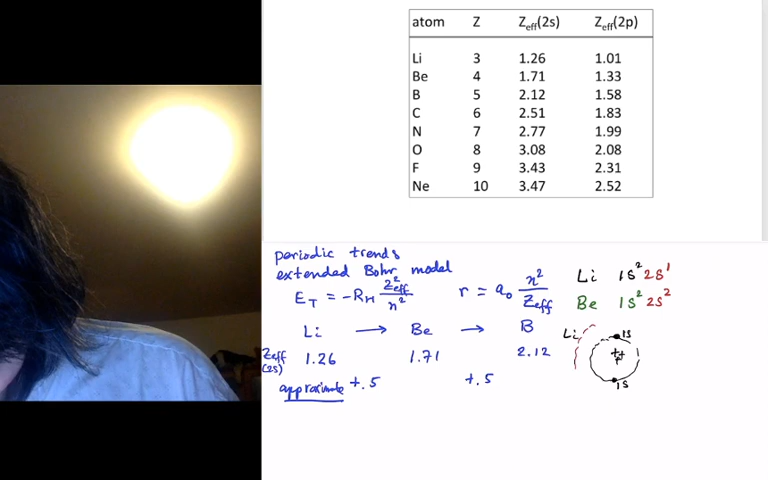 atom Z Zeff(2s) Zeff(2p)
Li 3 1.26 1.01
Be 4 1.71 1.33
B 5 2.12 1.58
C 6 2.51 1.83
N 7 2.77 1.99
O 8 3.08 2.08
F 9 3.43 2.31
Ne 10 3.47 2.52
periodic trends
extended Bohr model
E_T = -R_H Z²eff/n² r = a₀ n²/Zeff
Li 1s² 2s¹
Be 1s² 2s²
Li → Be → B
Zeff (2s) 1.26 1.71 2.12
approximate +.5 +.5
Li 1s
1s